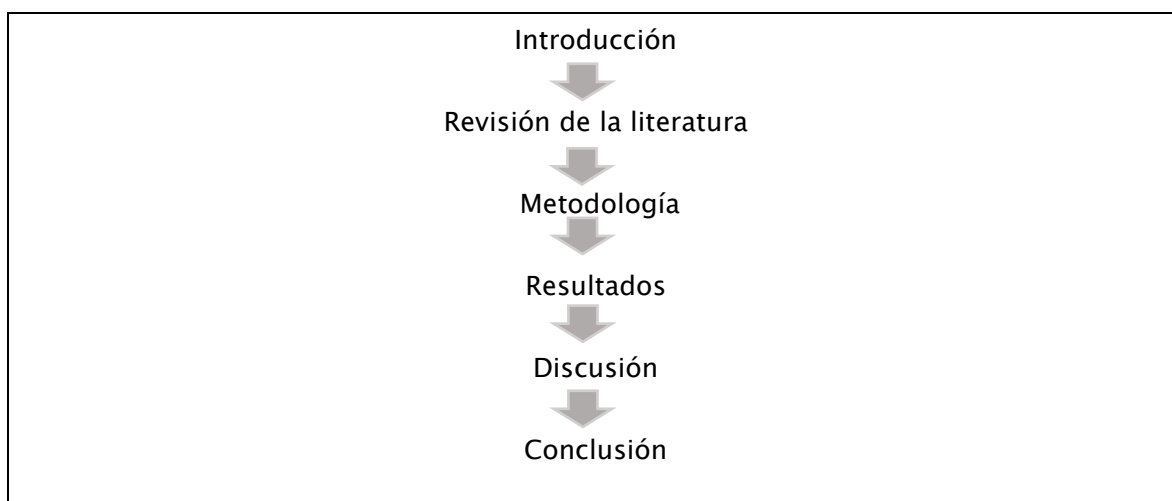 Introducción
Revisión de la literatura
Metodología
Resultados
Discusión
Conclusión